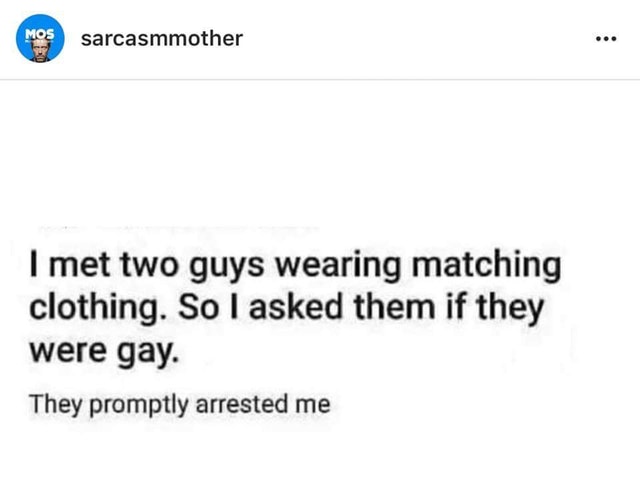 MOS
sarcasmmother
I met two guys wearing matching
clothing. So I asked them if they
were gay.
They promptly arrested me